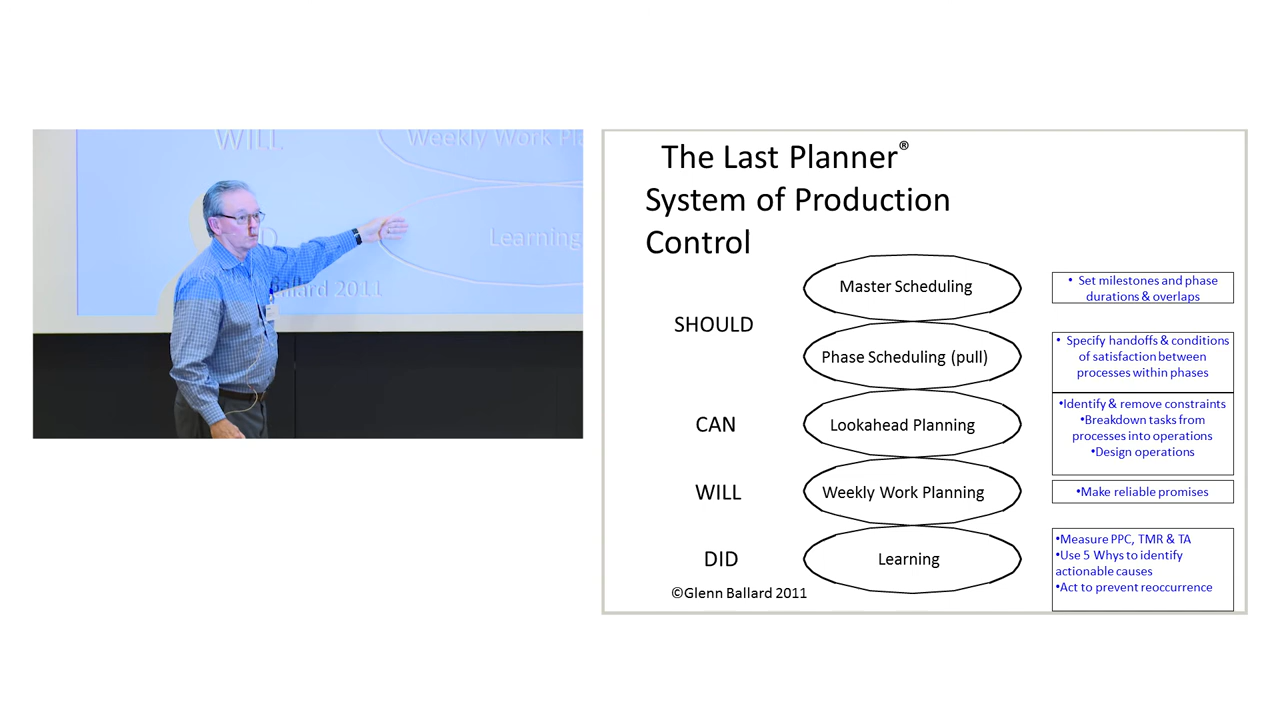 WILL
Weekly Work Pla
Learning
Ballard 2011
The Last Planner®
System of Production
Control
Master Scheduling
• Set milestones and phase
durations & overlaps
SHOULD
Phase Scheduling (pull)
• Specify handoffs & conditions
of satisfaction between
processes within phases
CAN
Lookahead Planning
•Identify & remove constraints
•Breakdown tasks from
processes into operations
•Design operations
WILL
Weekly Work Planning
•Make reliable promises
DID
Learning
•Measure PPC, TMR & TA
•Use 5 Whys to identify
actionable causes
•Act to prevent reoccurrence
©Glenn Ballard 2011